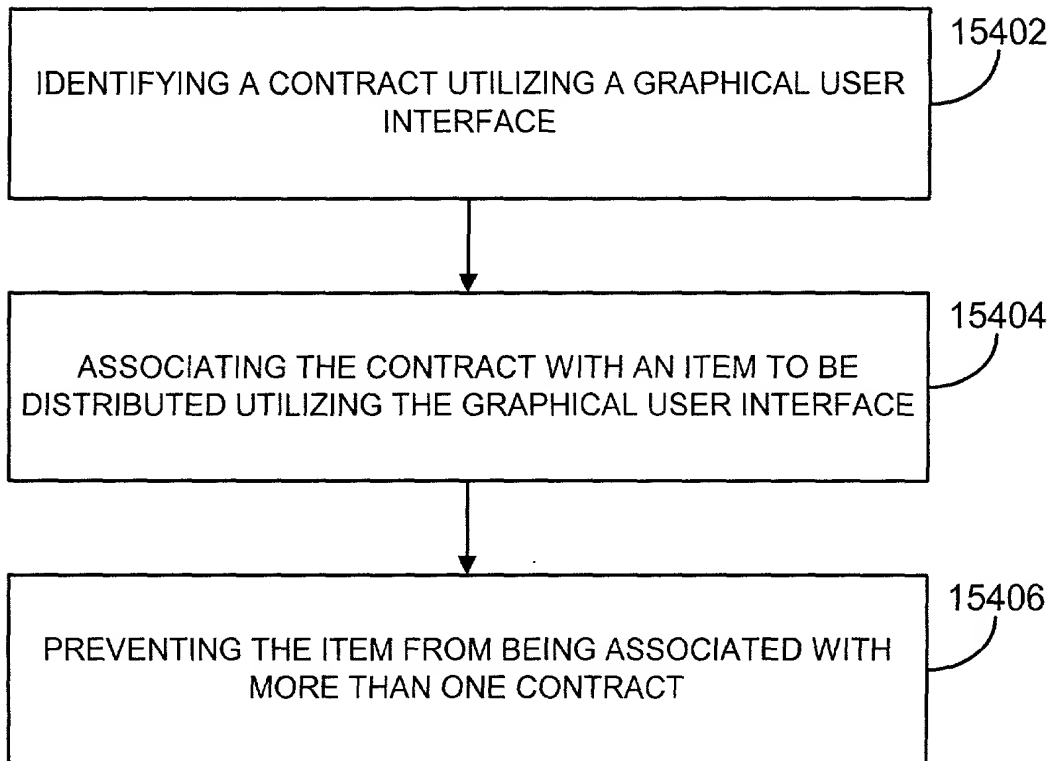 15402
IDENTIFYING A CONTRACT UTILIZING A GRAPHICAL USER
INTERFACE
15404
ASSOCIATING THE CONTRACT WITH AN ITEM TO BE
DISTRIBUTED UTILIZING THE GRAPHICAL USER INTERFACE
15406
PREVENTING THE ITEM FROM BEING ASSOCIATED WITH
MORE THAN ONE CONTRACT